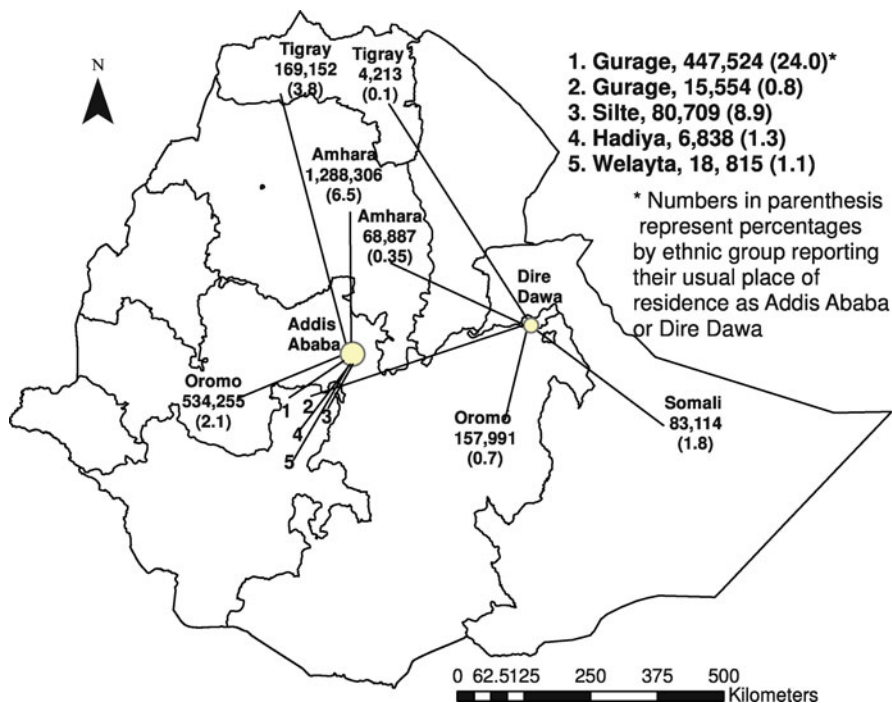 N
Tigray
169,152
(3.8)
Tigray
4,213
(0.1)
1. Gurage, 447,524 (24.0)*
2. Gurage, 15,554 (0.8)
3. Silte, 80,709 (8.9)
4. Hadiya, 6,838 (1.3)
5. Welayta, 18, 815 (1.1)
* Numbers in parenthesis
represent percentages
by ethnic group reporting
their usual place of
residence as Addis Ababa
or Dire Dawa
Amhara
1,288,306
(6.5)
Amhara
68,887
(0.35)
Dire
Dawa
Addis
Ababa
Oromo
534,255
(2.1)
1
2
3
4
5
Oromo
157,991
(0.7)
Somali
83,114
(1.8)
0 62.5125 250 375 500
Kilometers